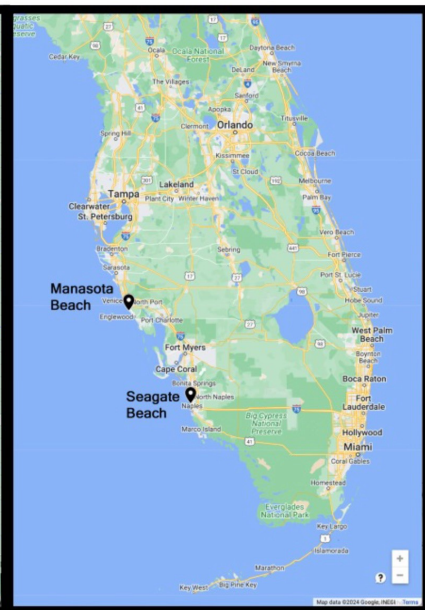 grasses
quatic
eserve
Cedar Key
Ocala
Ocala National
Forest
Daytona Beach
DeLand
New Smyrna
Beach
The Villages
Sanford
Apopka
Titusville
Clermont
Orlando
Spring Hill
Kissimmee
Cocoa Beach
St Cloud
Melbourne
Lakeland
Tampa
Plant City
Winter Haven
Palm Bay
Clearwater
St. Petersburg
Vero Beach
Bradenton
Sebring
Fort Pierce
Sarasota
Port St. Lucie
Manasota
Beach
Venice
North Port
Stuart
Hobe Sound
Englewood
Port Charlotte
Jupiter
West Palm
Beach
Fort Myers
Boynton
Beach
Cape Coral
Boca Raton
Bonita Springs
Seagate
Beach
North Naples
Naples
Fort
Lauderdale
Big Cypress
National
Preserve
Marco Island
Hollywood
Miami
Coral Gables
Homestead
Everglades
National Park
Key Largo
Islamorada
Marathon
Key West
Big Pine Key
+
?
−
Map data ©2024 Google, INEGI
Terms